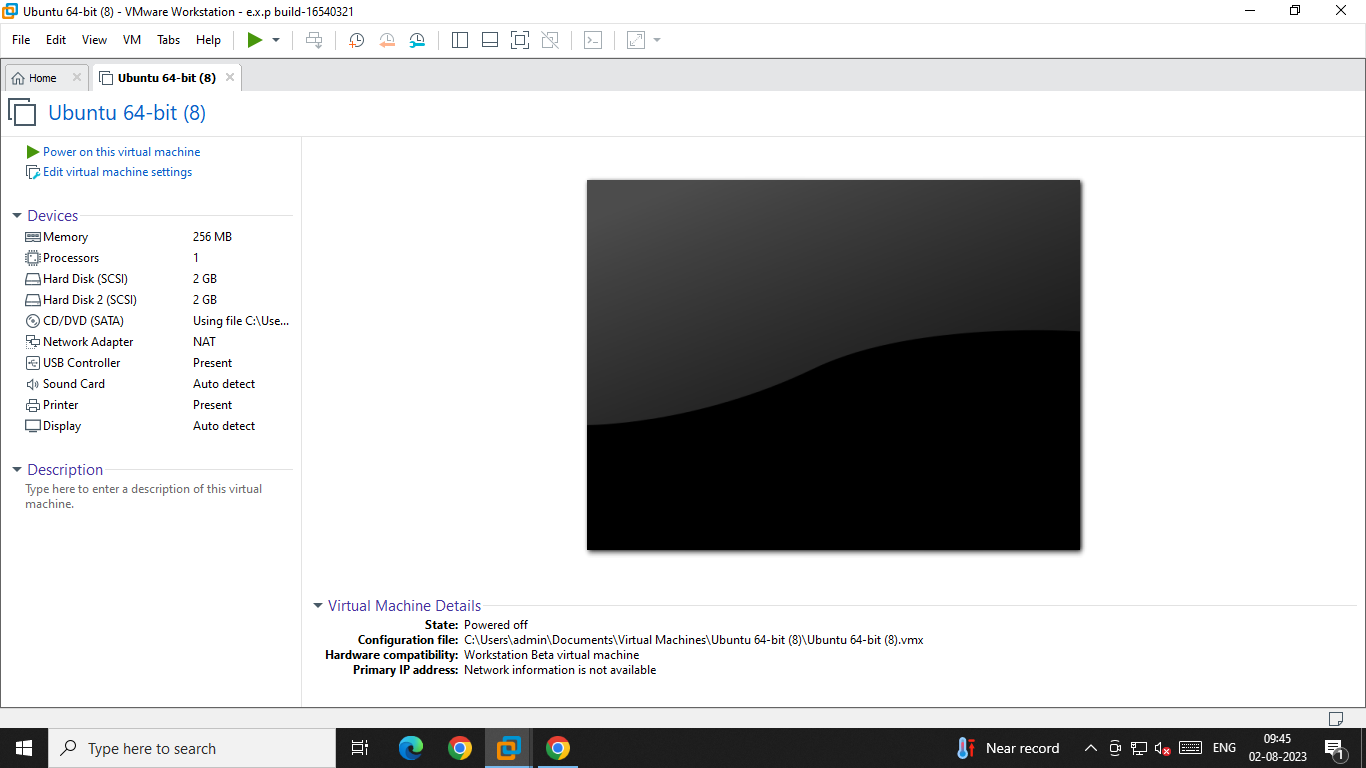 Ubuntu 64-bit (8) - VMware Workstation - e.x.p build-16540321
File Edit View VM Tabs Help
Home Ubuntu 64-bit (8)
Ubuntu 64-bit (8)
Power on this virtual machine
Edit virtual machine settings
Devices
Memory 256 MB
Processors 1
Hard Disk (SCSI) 2 GB
Hard Disk 2 (SCSI) 2 GB
CD/DVD (SATA) Using file C:\Use...
Network Adapter NAT
USB Controller Present
Sound Card Auto detect
Printer Present
Display Auto detect
Description
Type here to enter a description of this virtual
machine.
Virtual Machine Details
State: Powered off
Configuration file: C:\Users\admin\Documents\Virtual Machines\Ubuntu 64-bit (8)\Ubuntu 64-bit (8).vmx
Hardware compatibility: Workstation Beta virtual machine
Primary IP address: Network information is not available
Type here to search
Near record
ENG
09:45
02-08-2023
1